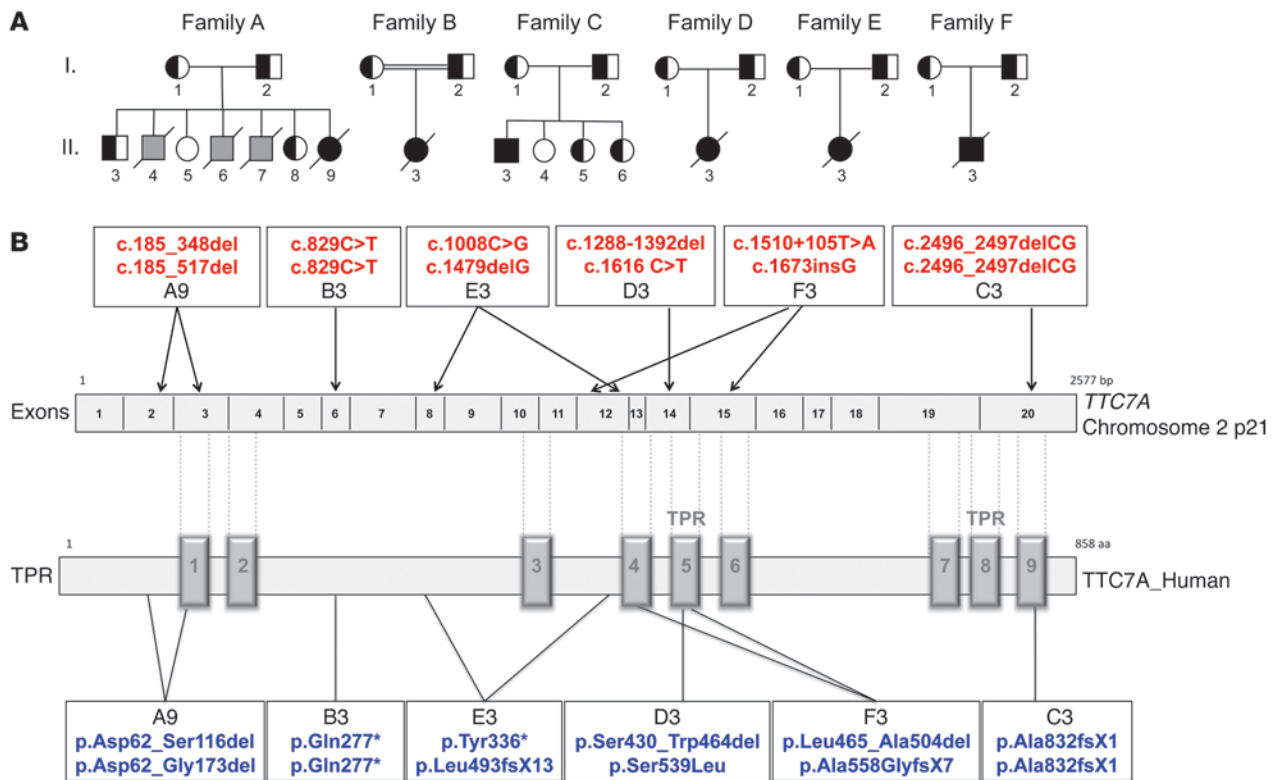 A
Family A Family B Family C Family D Family E Family F
I.
1 2 1 2 1 2 1 2 1 2 1 2
II.
3 4 5 6 7 8 9 3 3 4 5 6 3 3 3
B
c.185_348del
c.185_517del
A9
c.829C>T
c.829C>T
B3
c.1008C>G
c.1479delG
E3
c.1288-1392del
c.1616 C>T
D3
c.1510+105T>A
c.1673insG
F3
c.2496_2497delCG
c.2496_2497delCG
C3
1 2577 bp
Exons 1 2 3 4 5 6 7 8 9 10 11 12 13 14 15 16 17 18 19 20 TTC7A
Chromosome 2 p21
TPR TPR
1 858 aa
TPR 1 2 3 4 5 6 7 8 9 TTC7A_Human
A9
p.Asp62_Ser116del
p.Asp62_Gly173del
B3
p.Gln277*
p.Gln277*
E3
p.Tyr336*
p.Leu493fsX13
D3
p.Ser430_Trp464del
p.Ser539Leu
F3
p.Leu465_Ala504del
p.Ala558GlyfsX7
C3
p.Ala832fsX1
p.Ala832fsX1